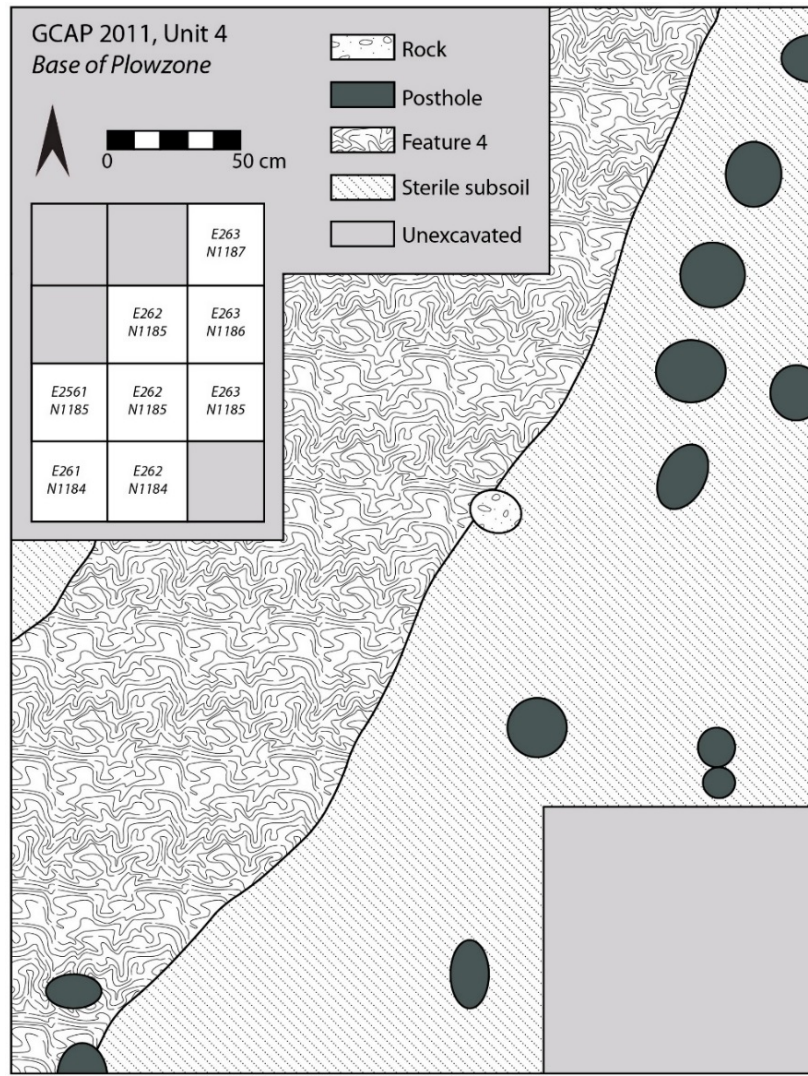 GCAP 2011, Unit 4
Base of Plowzone
0 50 cm
Rock
Posthole
Feature 4
Sterile subsoil
Unexcavated
E263
N1187
E262
N1185
E263
N1186
E2561
N1185
E262
N1185
E263
N1185
E261
N1184
E262
N1184